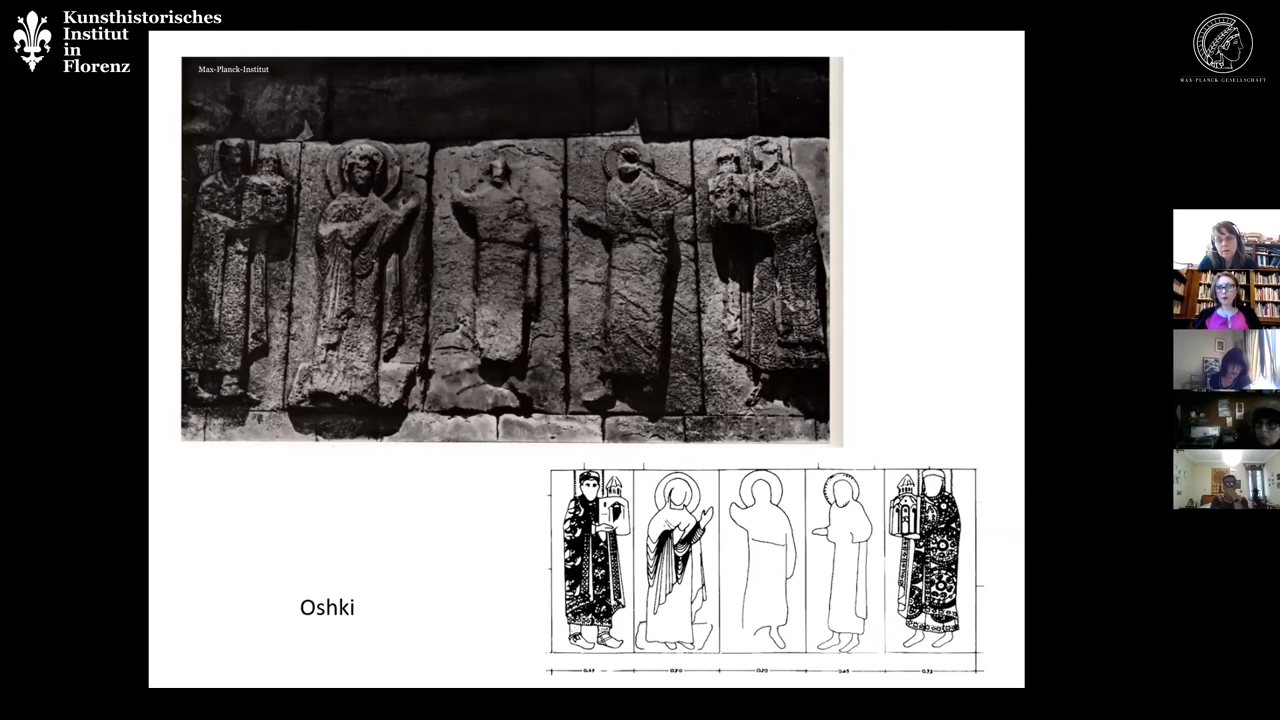 Kunsthistorisches
Institut
in
Florenz
MAX-PLANCK-GESELLSCHAFT
Max-Planck-Institut
Oshki